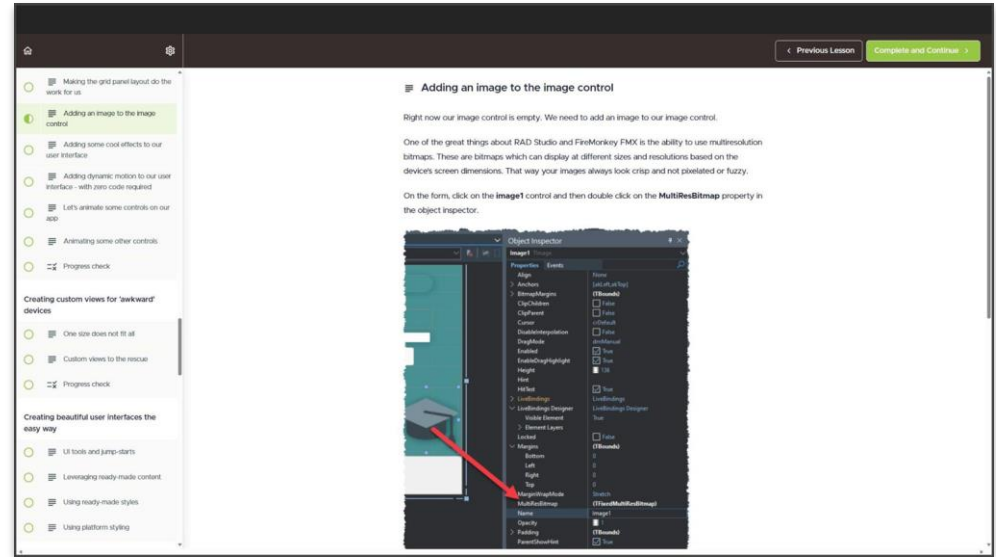 < Previous Lesson
Complete and Continue >
Making the grid panel layout do the
work for us
Adding an image to the image
control
Adding some cool effects to our
user interface
Adding dynamic motion to our user
interface - with zero code required
Let's animate some controls on our
app
Animating some other controls
Progress check
Creating custom views for 'awkward'
devices
One size does not fit all
Custom views to the rescue
Progress check
Creating beautiful user interfaces the
easy way
UI tools and jump-starts
Leveraging ready-made content
Using ready-made styles
Using platform styling
Adding an image to the image control
Right now our image control is empty. We need to add an image to our image control.
One of the great things about RAD Studio and FireMonkey FMX is the ability to use multiresolution
bitmaps. These are bitmaps which can display at different sizes and resolutions based on the
device's screen dimensions. That way your images always look crisp and not pixelated or fuzzy.
On the form, click on the image1 control and then double click on the MultiResBitmap property in
the object inspector.
Object Inspector
Image1 TImage
Properties Events
Align None
Anchors [akLeft,akTop]
BitmapMargins (TBounds)
ClipChildren False
ClipParent False
Cursor crDefault
DisableInterpolation False
DragMode dmManual
Enabled True
EnableDragHighlight True
Height 136
Hint
HitTest True
LiveBindings LiveBindings
LiveBindings Designer LiveBindings Designer
Visible Element True
Element Layers
Locked False
Margins (TBounds)
Bottom 0
Left 0
Right 0
Top 0
MarginWrapMode Stretch
MultiResBitmap (TFixedMultiResBitmap)
Name Image1
Opacity 1
Padding (TBounds)
ParentShowHint True